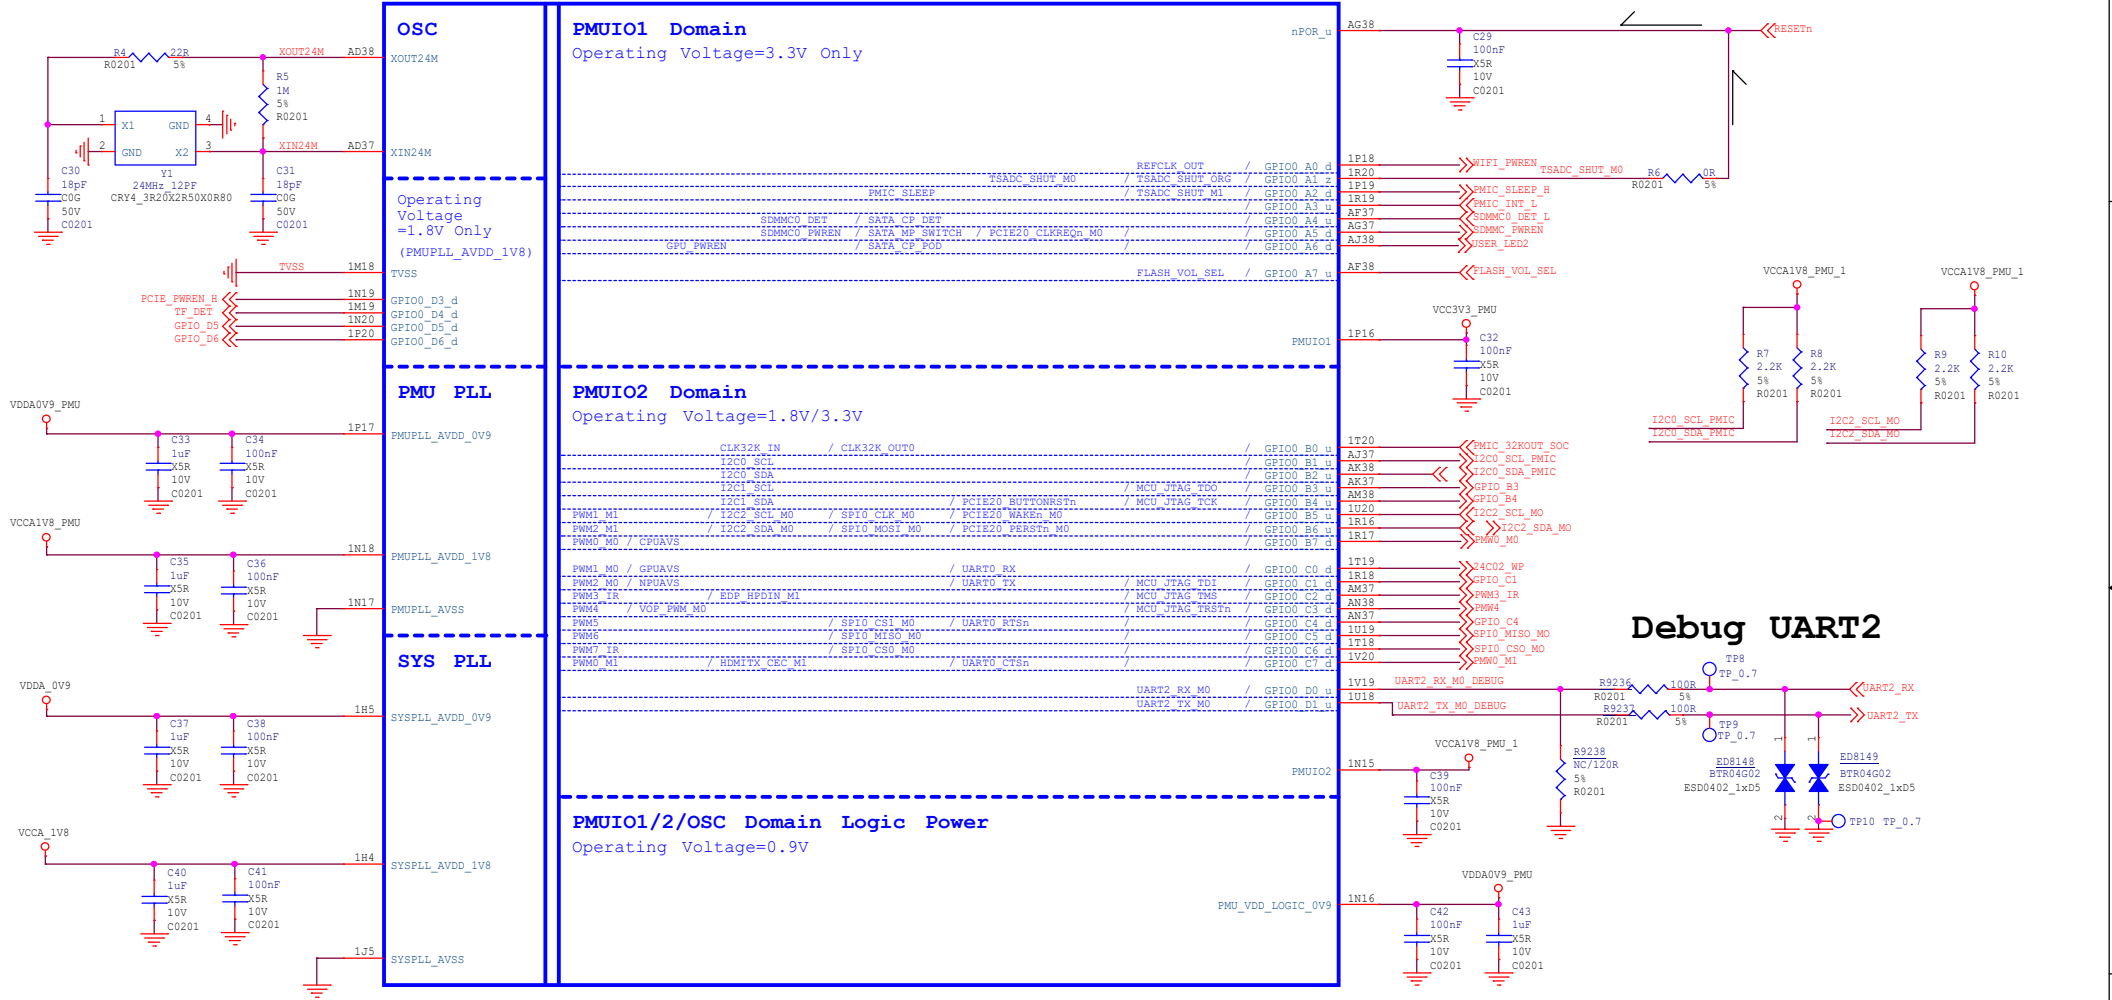 OSC
XOUT24M
XIN24M
Operating
Voltage
=1.8V Only
(PMUPLL_AVDD_1V8)
TVSS
GPIO0_D3_d
GPIO0_D4_d
GPIO0_D5_d
GPIO0_D6_d
PMU PLL
PMUPLL_AVDD_0V9
PMUPLL_AVDD_1V8
PMUPLL_AVSS
SYS PLL
SYSPLL_AVDD_0V9
SYSPLL_AVDD_1V8
SYSPLL_AVSS
R4 22R
R0201 5%
XOUT24M AD38
R5
1M
5%
R0201
1 X1 GND 4
2 GND X2 3
XIN24M AD37
Y1
24MHz_12PF
CRY4_3R20X2R50X0R80
C30
18pF
C0G
50V
C0201
C31
18pF
C0G
50V
C0201
TVSS 1M18
PCIE_PWREN_H 1N19
TF_DET 1M19
GPIO_D5 1N20
GPIO_D6 1P20
VDDA0V9_PMU
1P17
C33
1uF
X5R
10V
C0201
C34
100nF
X5R
10V
C0201
VCCA1V8_PMU
1N18
C35
1uF
X5R
10V
C0201
C36
100nF
X5R
10V
C0201
1N17
VDDA_0V9
1H5
C37
1uF
X5R
10V
C0201
C38
100nF
X5R
10V
C0201
VCCA_1V8
1H4
C40
1uF
X5R
10V
C0201
C41
100nF
X5R
10V
C0201
1J5
PMUIO1 Domain
Operating Voltage=3.3V Only
nPOR_u AG38
C29
100nF
X5R
10V
C0201
RESETn
REFCLK_OUT / GPIO0_A0_d 1P18 WIFI_PWREN
TSADC_SHUT_M0 / TSADC_SHUT_ORG / GPIO0_A1_z 1R20 TSADC_SHUT_M0
R6 0R
R0201 5%
PMIC_SLEEP / TSADC_SHUT_M1 / GPIO0_A2_d 1P19 PMIC_SLEEP_H
/ GPIO0_A3_u 1R19 PMIC_INT_L
SDMMC0_DET / SATA_CP_DET / GPIO0_A4_u AF37 SDMMC0_DET_L
SDMMC0_PWREN / SATA_MP_SWITCH / PCIE20_CLKREQn_M0 / / GPIO0_A5_d AG37 SDMMC_PWREN
GPU_PWREN / SATA_CP_POD / / GPIO0_A6_d AJ38 USER_LED2
FLASH_VOL_SEL / GPIO0_A7_u AF38 FLASH_VOL_SEL
VCC3V3_PMU
PMUIO1 1P16
C32
100nF
X5R
10V
C0201
VCCA1V8_PMU_1
VCCA1V8_PMU_1
R7
2.2K
5%
R0201
R8
2.2K
5%
R0201
R9
2.2K
5%
R0201
R10
2.2K
5%
R0201
I2C0_SCL_PMIC
I2C0_SDA_PMIC
I2C2_SCL_MO
I2C2_SDA_MO
PMUIO2 Domain
Operating Voltage=1.8V/3.3V
CLK32K_IN / CLK32K_OUT0 / GPIO0_B0_u 1T20 PMIC_32KOUT_SOC
I2C0_SCL / GPIO0_B1_u AJ37 I2C0_SCL_PMIC
I2C0_SDA / GPIO0_B2_u AK38 I2C0_SDA_PMIC
I2C1_SCL / MCU_JTAG_TDO / GPIO0_B3_u AK37 GPIO_B3
I2C1_SDA / PCIE20_BUTTONRSTn / MCU_JTAG_TCK / GPIO0_B4_u AM38 GPIO_B4
PWM1_M1 / I2C2_SCL_M0 / SPI0_CLK_M0 / PCIE20_WAKEn_M0 / GPIO0_B5_u 1U20 I2C2_SCL_MO
PWM2_M1 / I2C2_SDA_M0 / SPI0_MOSI_M0 / PCIE20_PERSTn_M0 / GPIO0_B6_u 1R16 I2C2_SDA_MO
PWM0_M0 / CPUAVS / GPIO0_B7_d 1R17 PMW0_M0
PWM1_M0 / GPUAVS / UART0_RX / GPIO0_C0_d 1T19 24C02_WP
PWM2_M0 / NPUAVS / UART0_TX / MCU_JTAG_TDI / GPIO0_C1_d 1R18 GPIO_C1
PWM3_IR / EDP_HPDIN_M1 / MCU_JTAG_TMS / GPIO0_C2_d AM37 PWM3_IR
PWM4 / VOP_PWM_M0 / MCU_JTAG_TRSTn / GPIO0_C3_d AN38 PMW4
PWM5 / SPI0_CS1_M0 / UART0_RTSn / / GPIO0_C4_d AN37 GPIO_C4
PWM6 / SPI0_MISO_M0 / / GPIO0_C5_d 1U19 SPI0_MISO_MO
PWM7_IR / SPI0_CS0_M0 / / GPIO0_C6_d 1T18 SPI0_CSO_MO
PWM0_M1 / HDMITX_CEC_M1 / UART0_CTSn / / GPIO0_C7_d 1V20 PMW0_M1
UART2_RX_M0 / GPIO0_D0_u 1V19 UART2_RX_M0_DEBUG
UART2_TX_M0 / GPIO0_D1_u 1U18 UART2_TX_M0_DEBUG
Debug UART2
TP8
TP_0.7
R9236 100R
R0201 5%
UART2_RX
R9237 100R
R0201 5%
UART2_TX
TP9
TP_0.7
R9238
NC/120R
5%
R0201
ED8148
BTR04G02
ESD0402_1xD5
1
2
ED8149
BTR04G02
ESD0402_1xD5
1
2
TP10 TP_0.7
VCCA1V8_PMU_1
PMUIO2 1N15
C39
100nF
X5R
10V
C0201
PMUIO1/2/OSC Domain Logic Power
Operating Voltage=0.9V
VDDA0V9_PMU
PMU_VDD_LOGIC_0V9 1N16
C42
100nF
X5R
10V
C0201
C43
1uF
X5R
10V
C0201